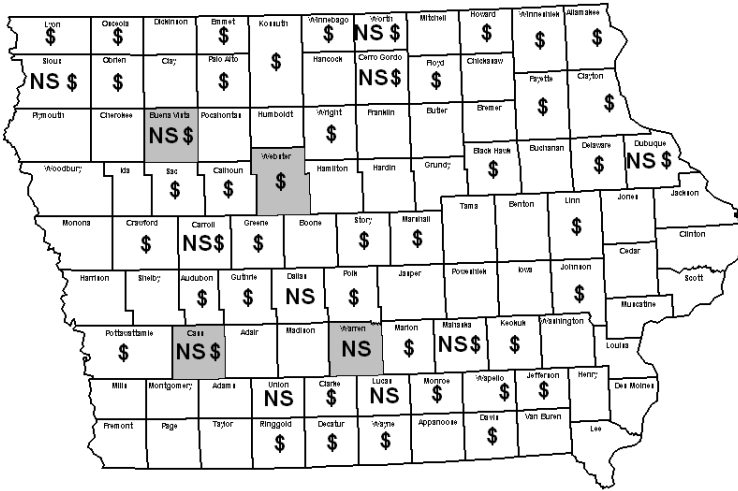 Lyon Osceola Dickinson Emmet Kossuth Winnebago Worth Mitchell Howard Winneshiek Allamakee
$ $ $ $ $ NS $ $ $ $
Sioux Obrien Clay Palo Alto Hancock Cerro Gordo Floyd Chickasaw Fayette Clayton
NS $ $ $ NS $ $ $ $
Plymouth Cherokee Buena Vista Pocahontas Humboldt Wright Franklin Butler Bremer
NS $ $
Woodbury Ida Sac Calhoun Webster Hamilton Hardin Grundy Black Hawk Buchanan Delaware Dubuque
$ $ $ $ $ NS $
Monona Crawford Carroll Greene Boone Story Marshall Tama Benton Linn Jones Jackson
$ NS $ $ $ $ $
Clinton
Cedar
Harrison Shelby Audubon Guthrie Dallas Polk Jasper Poweshiek Iowa Johnson Scott
$ $ NS $ $
Muscatine
Pottawattamie Cass Adair Madison Warren Marion Mahaska Keokuk Washington Louisa
$ NS $ NS $ NS $ $
Mills Montgomery Adams Union Clarke Lucas Monroe Wapello Jefferson Henry Des Moines
NS $ NS $ $ $
Fremont Page Taylor Ringgold Decatur Wayne Appanoose Davis Van Buren Lee
$ $ $ $